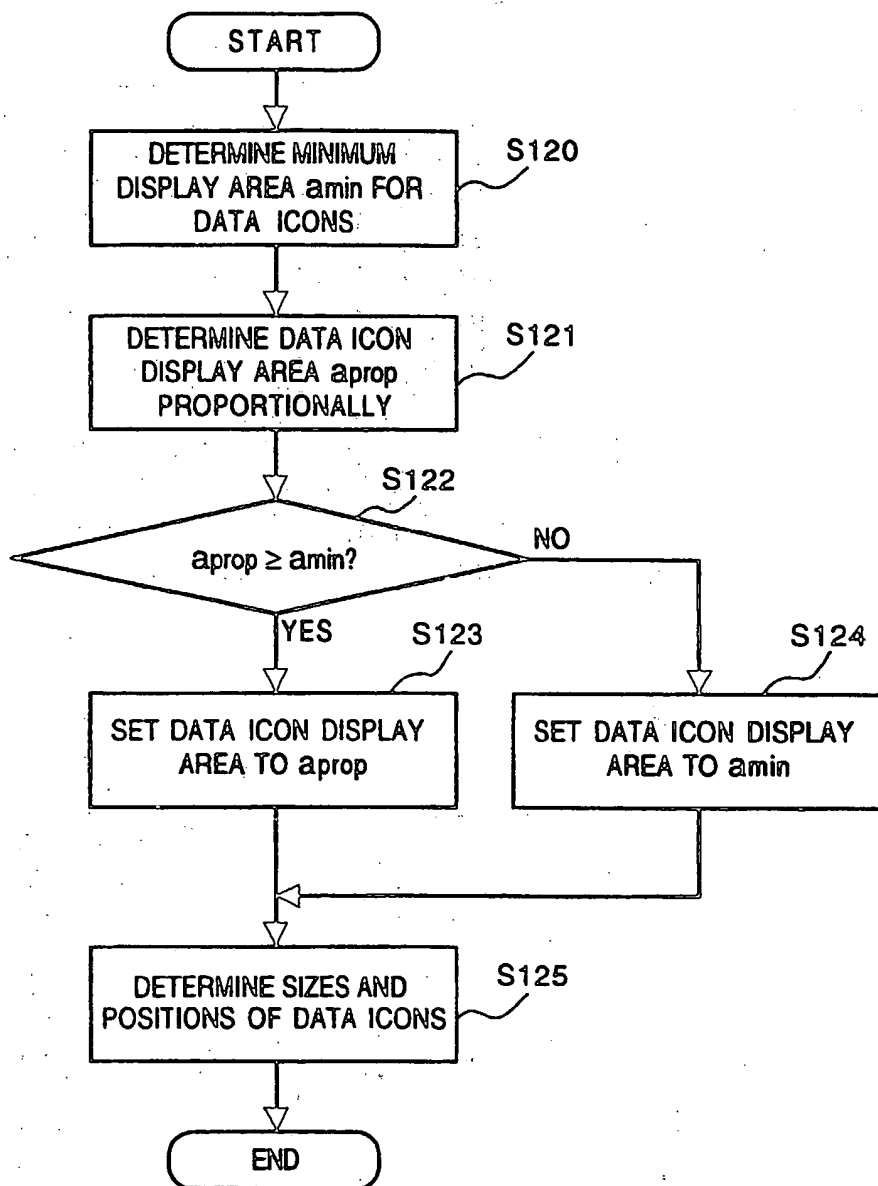 START
DETERMINE MINIMUM
DISPLAY AREA amin FOR
DATA ICONS
S120
DETERMINE DATA ICON
DISPLAY AREA aprop
PROPORTIONALLY
S121
S122
aprop ≥ amin?
NO
YES
S123
SET DATA ICON DISPLAY
AREA TO aprop
S124
SET DATA ICON DISPLAY
AREA TO amin
DETERMINE SIZES AND
POSITIONS OF DATA ICONS
S125
END